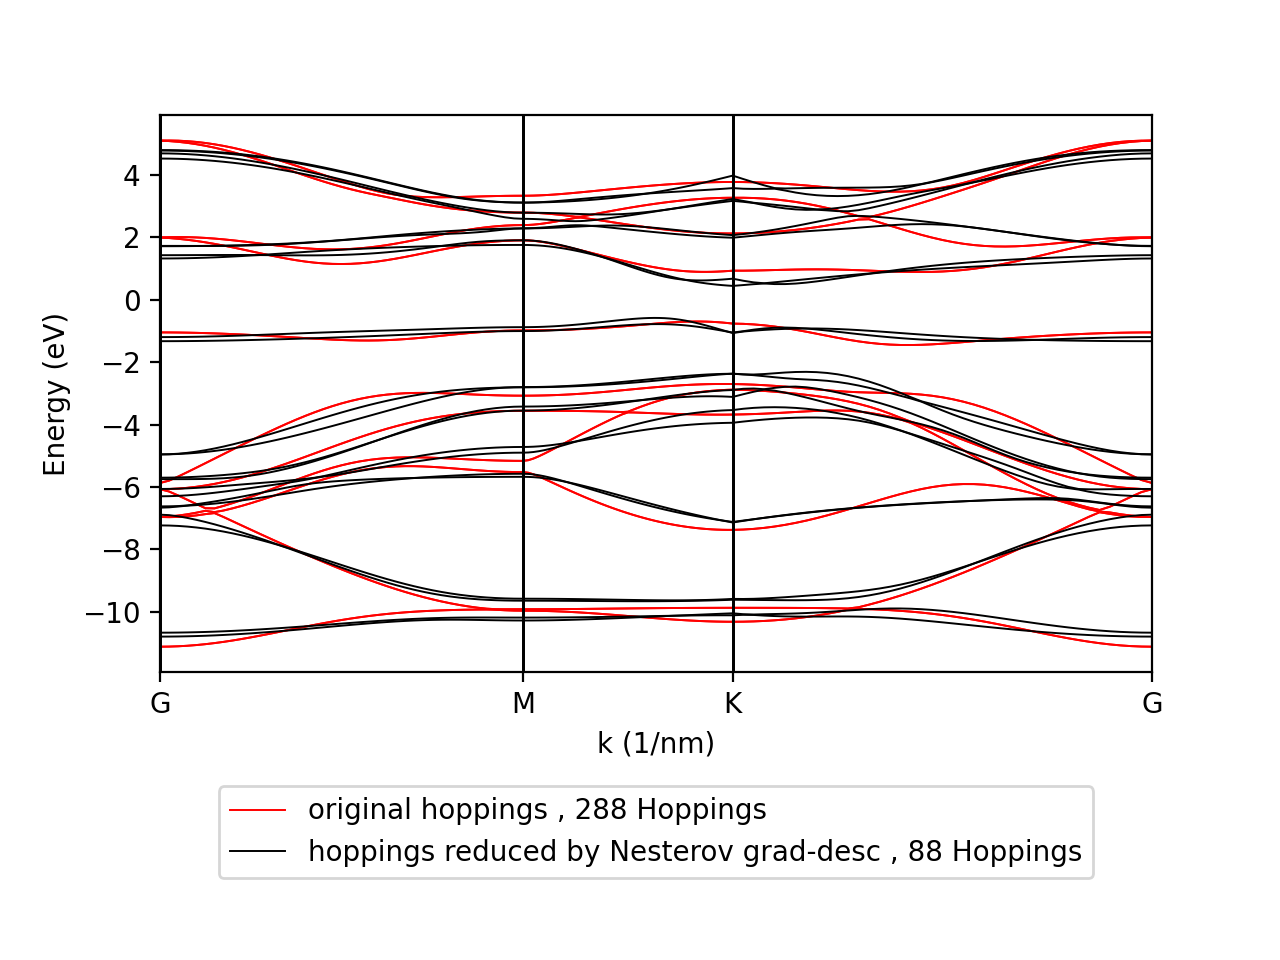 4
2
0
−2
−4
−6
−8
−10
Energy (eV)
G M K G
k (1/nm)
original hoppings , 288 Hoppings
hoppings reduced by Nesterov grad-desc , 88 Hoppings